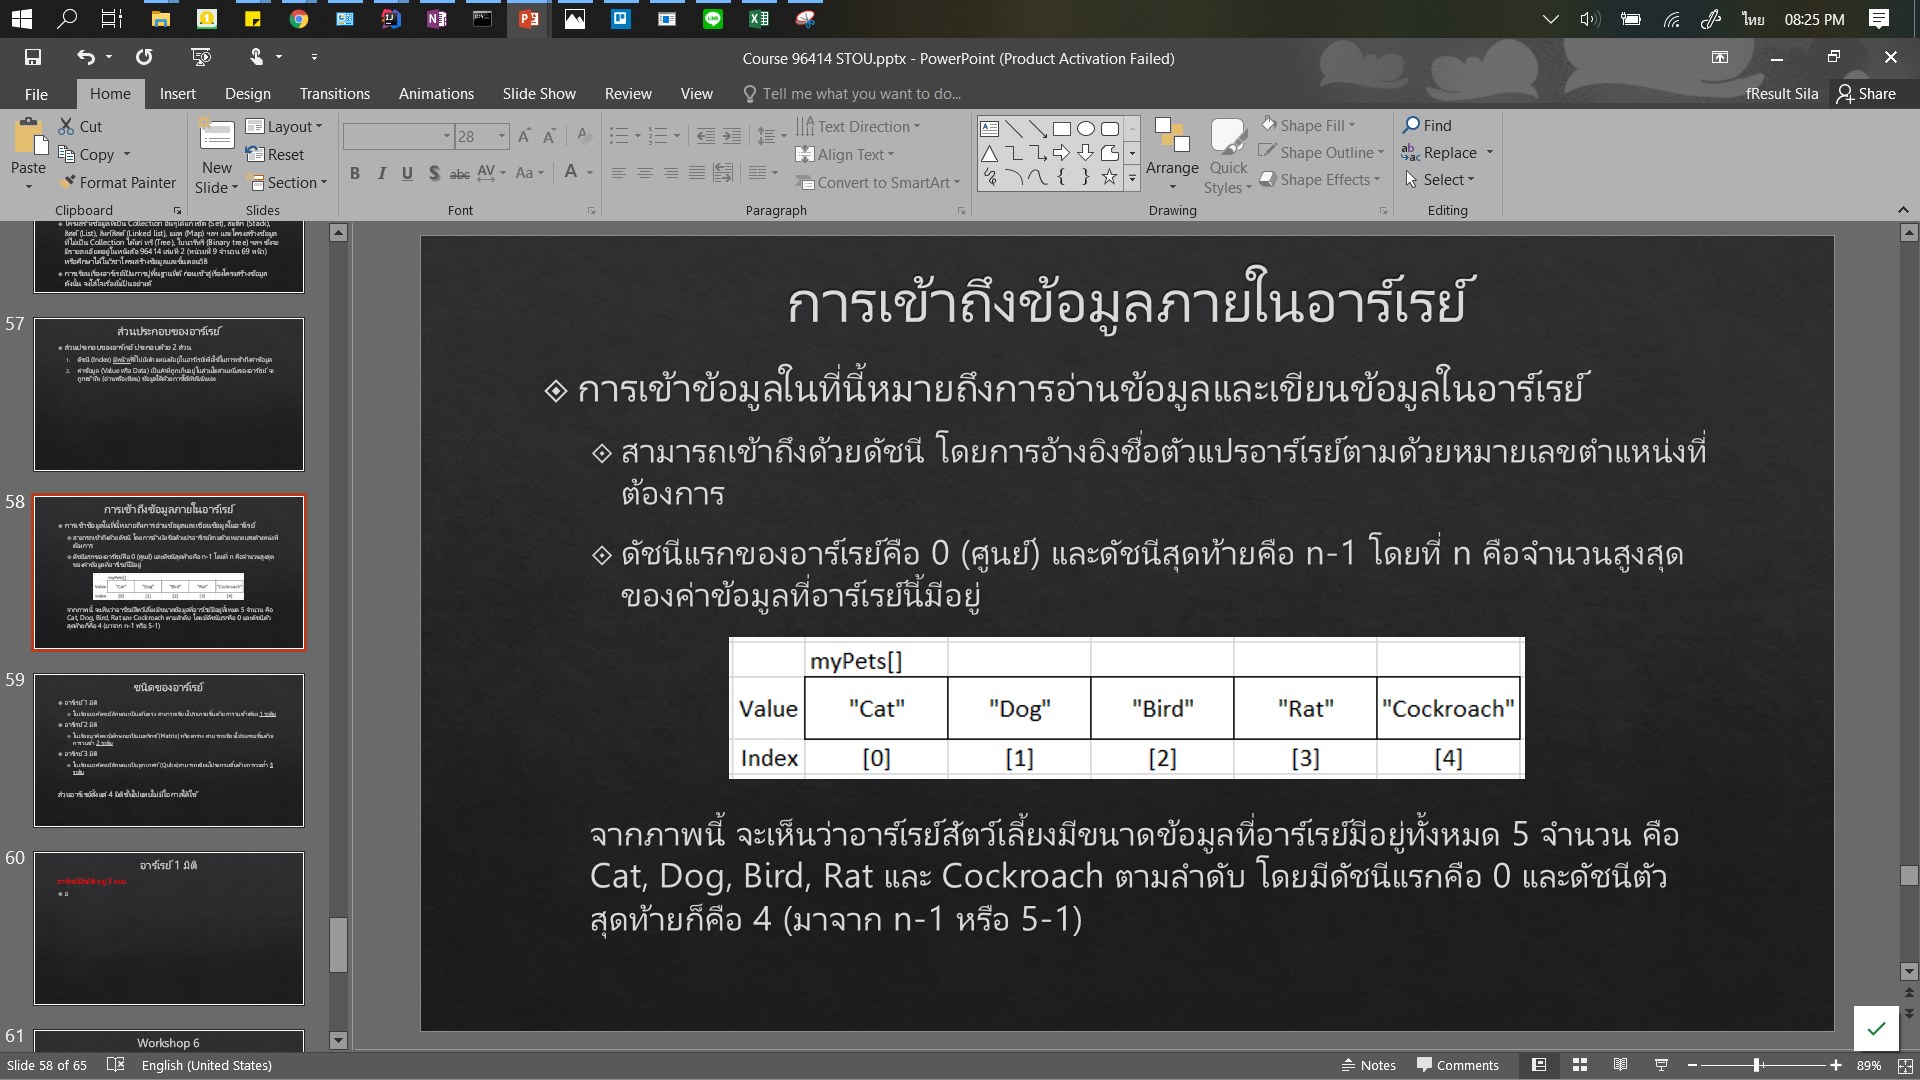 ไทย
08:25 PM
Course 96414 STOU.pptx - PowerPoint (Product Activation Failed)
File
Home
Insert
Design
Transitions
Animations
Slide Show
Review
View
Tell me what you want to do...
fResult Sila
Share
Paste
Cut
Copy
Format Painter
Clipboard
New Slide
Layout
Reset
Section
Slides
28
Font
Text Direction
Align Text
Convert to SmartArt
Paragraph
Arrange
Quick Styles
Shape Fill
Shape Outline
Shape Effects
Drawing
Find
Replace
Select
Editing
57
ส่วนประกอบของอาร์เรย์
58
การเข้าถึงข้อมูลภายในอาร์เรย์
59
ชนิดของอาร์เรย์
60
อาร์เรย์ 1 มิติ
61
Workshop 6
การเข้าถึงข้อมูลภายในอาร์เรย์
การเข้าข้อมูลในที่นี้หมายถึงการอ่านข้อมูลและเขียนข้อมูลในอาร์เรย์
สามารถเข้าถึงด้วยดัชนี โดยการอ้างอิงชื่อตัวแปรอาร์เรย์ตามด้วยหมายเลขตำแหน่งที่
ต้องการ
ดัชนีแรกของอาร์เรย์คือ 0 (ศูนย์) และดัชนีสุดท้ายคือ n-1 โดยที่ n คือจำนวนสูงสุด
ของค่าข้อมูลที่อาร์เรย์นี้มีอยู่
myPets[]
Value "Cat" "Dog" "Bird" "Rat" "Cockroach"
Index [0] [1] [2] [3] [4]
จากภาพนี้ จะเห็นว่าอาร์เรย์สัตว์เลี้ยงมีขนาดข้อมูลที่อาร์เรย์มีอยู่ทั้งหมด 5 จำนวน คือ
Cat, Dog, Bird, Rat และ Cockroach ตามลำดับ โดยมีดัชนีแรกคือ 0 และดัชนีตัว
สุดท้ายก็คือ 4 (มาจาก n-1 หรือ 5-1)
Slide 58 of 65
English (United States)
Notes
Comments
89%